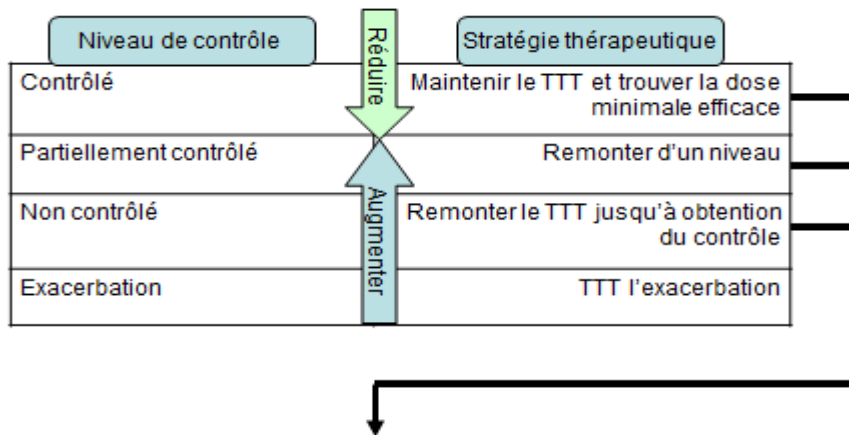 Niveau de contrôle
Réduire
Stratégie thérapeutique
Contrôlé
Maintenir le TTT et trouver la dose
minimale efficace
Partiellement contrôlé
Remonter d'un niveau
Augmenter
Non contrôlé
Remonter le TTT jusqu'à obtention
du contrôle
Exacerbation
TTT l'exacerbation